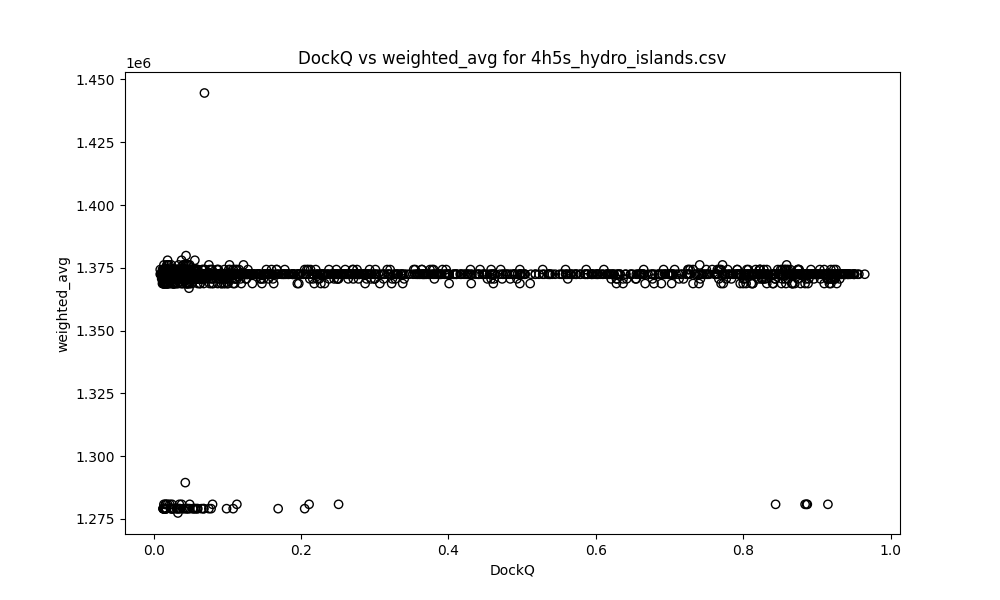 DockQ vs weighted_avg for 4h5s_hydro_islands.csv
1e6
1.450
1.425
1.400
1.375
1.350
1.325
1.300
1.275
weighted_avg
0.0 0.2 0.4 0.6 0.8 1.0
DockQ